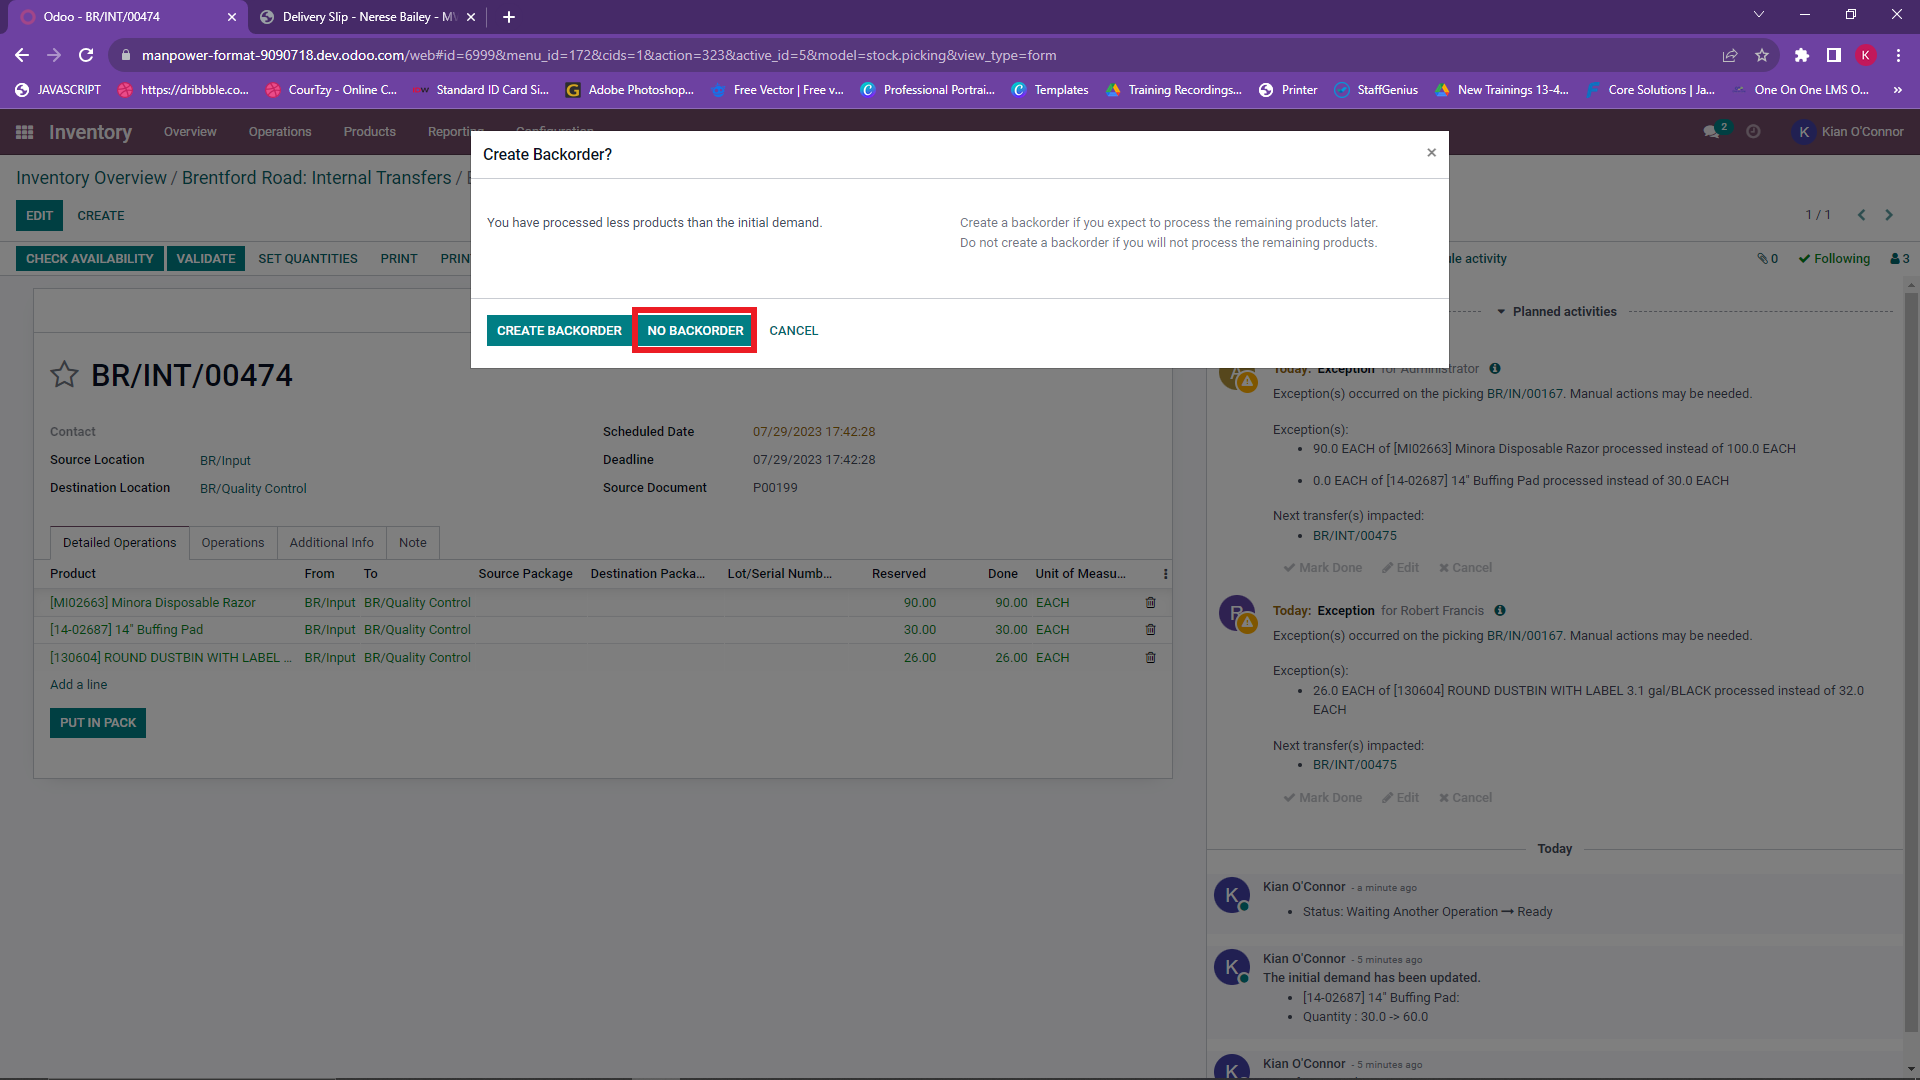 Odoo - BR/INT/00474
Delivery Slip - Nerese Bailey - M
manpower-format-9090718.dev.odoo.com/web#id=6999&menu_id=172&cids=1&action=323&active_id=5&model=stock.picking&view_type=form
K
JAVASCRIPT https://dribbble.co... CourTzy - Online C... Standard ID Card Si... Adobe Photoshop... Free Vector | Free v... Professional Portrai... Templates Training Recordings... Printer StaffGenius New Trainings 13-4... Core Solutions | Ja... One On One LMS O... »
Inventory Overview Operations Products Reporting Configuration 2 K Kian O'Connor
Create Backorder?
Inventory Overview / Brentford Road: Internal Transfers /
EDIT CREATE
1 / 1
You have processed less products than the initial demand.
Create a backorder if you expect to process the remaining products later.
Do not create a backorder if you will not process the remaining products.
CHECK AVAILABILITY VALIDATE SET QUANTITIES PRINT PRIN
le activity 0 Following 3
CREATE BACKORDER NO BACKORDER CANCEL
BR/INT/00474
Contact
Source Location BR/Input
Destination Location BR/Quality Control
Scheduled Date 07/29/2023 17:42:28
Deadline 07/29/2023 17:42:28
Source Document P00199
Detailed Operations Operations Additional Info Note
Product From To Source Package Destination Packa... Lot/Serial Numb... Reserved Done Unit of Measu...
[MI02663] Minora Disposable Razor BR/Input BR/Quality Control 90.00 90.00 EACH
[14-02687] 14" Buffing Pad BR/Input BR/Quality Control 30.00 30.00 EACH
[130604] ROUND DUSTBIN WITH LABEL ... BR/Input BR/Quality Control 26.00 26.00 EACH
Add a line
PUT IN PACK
Planned activities
Today: Exception for Administrator
Exception(s) occurred on the picking BR/IN/00167. Manual actions may be needed.
Exception(s):
• 90.0 EACH of [MI02663] Minora Disposable Razor processed instead of 100.0 EACH
• 0.0 EACH of [14-02687] 14" Buffing Pad processed instead of 30.0 EACH
Next transfer(s) impacted:
• BR/INT/00475
Mark Done Edit Cancel
R Today: Exception for Robert Francis
Exception(s) occurred on the picking BR/IN/00167. Manual actions may be needed.
Exception(s):
• 26.0 EACH of [130604] ROUND DUSTBIN WITH LABEL 3.1 gal/BLACK processed instead of 32.0
EACH
Next transfer(s) impacted:
• BR/INT/00475
Mark Done Edit Cancel
Today
K Kian O'Connor - a minute ago
• Status: Waiting Another Operation → Ready
K Kian O'Connor - 5 minutes ago
The initial demand has been updated.
• [14-02687] 14" Buffing Pad:
• Quantity : 30.0 -> 60.0
K Kian O'Connor - 5 minutes ago